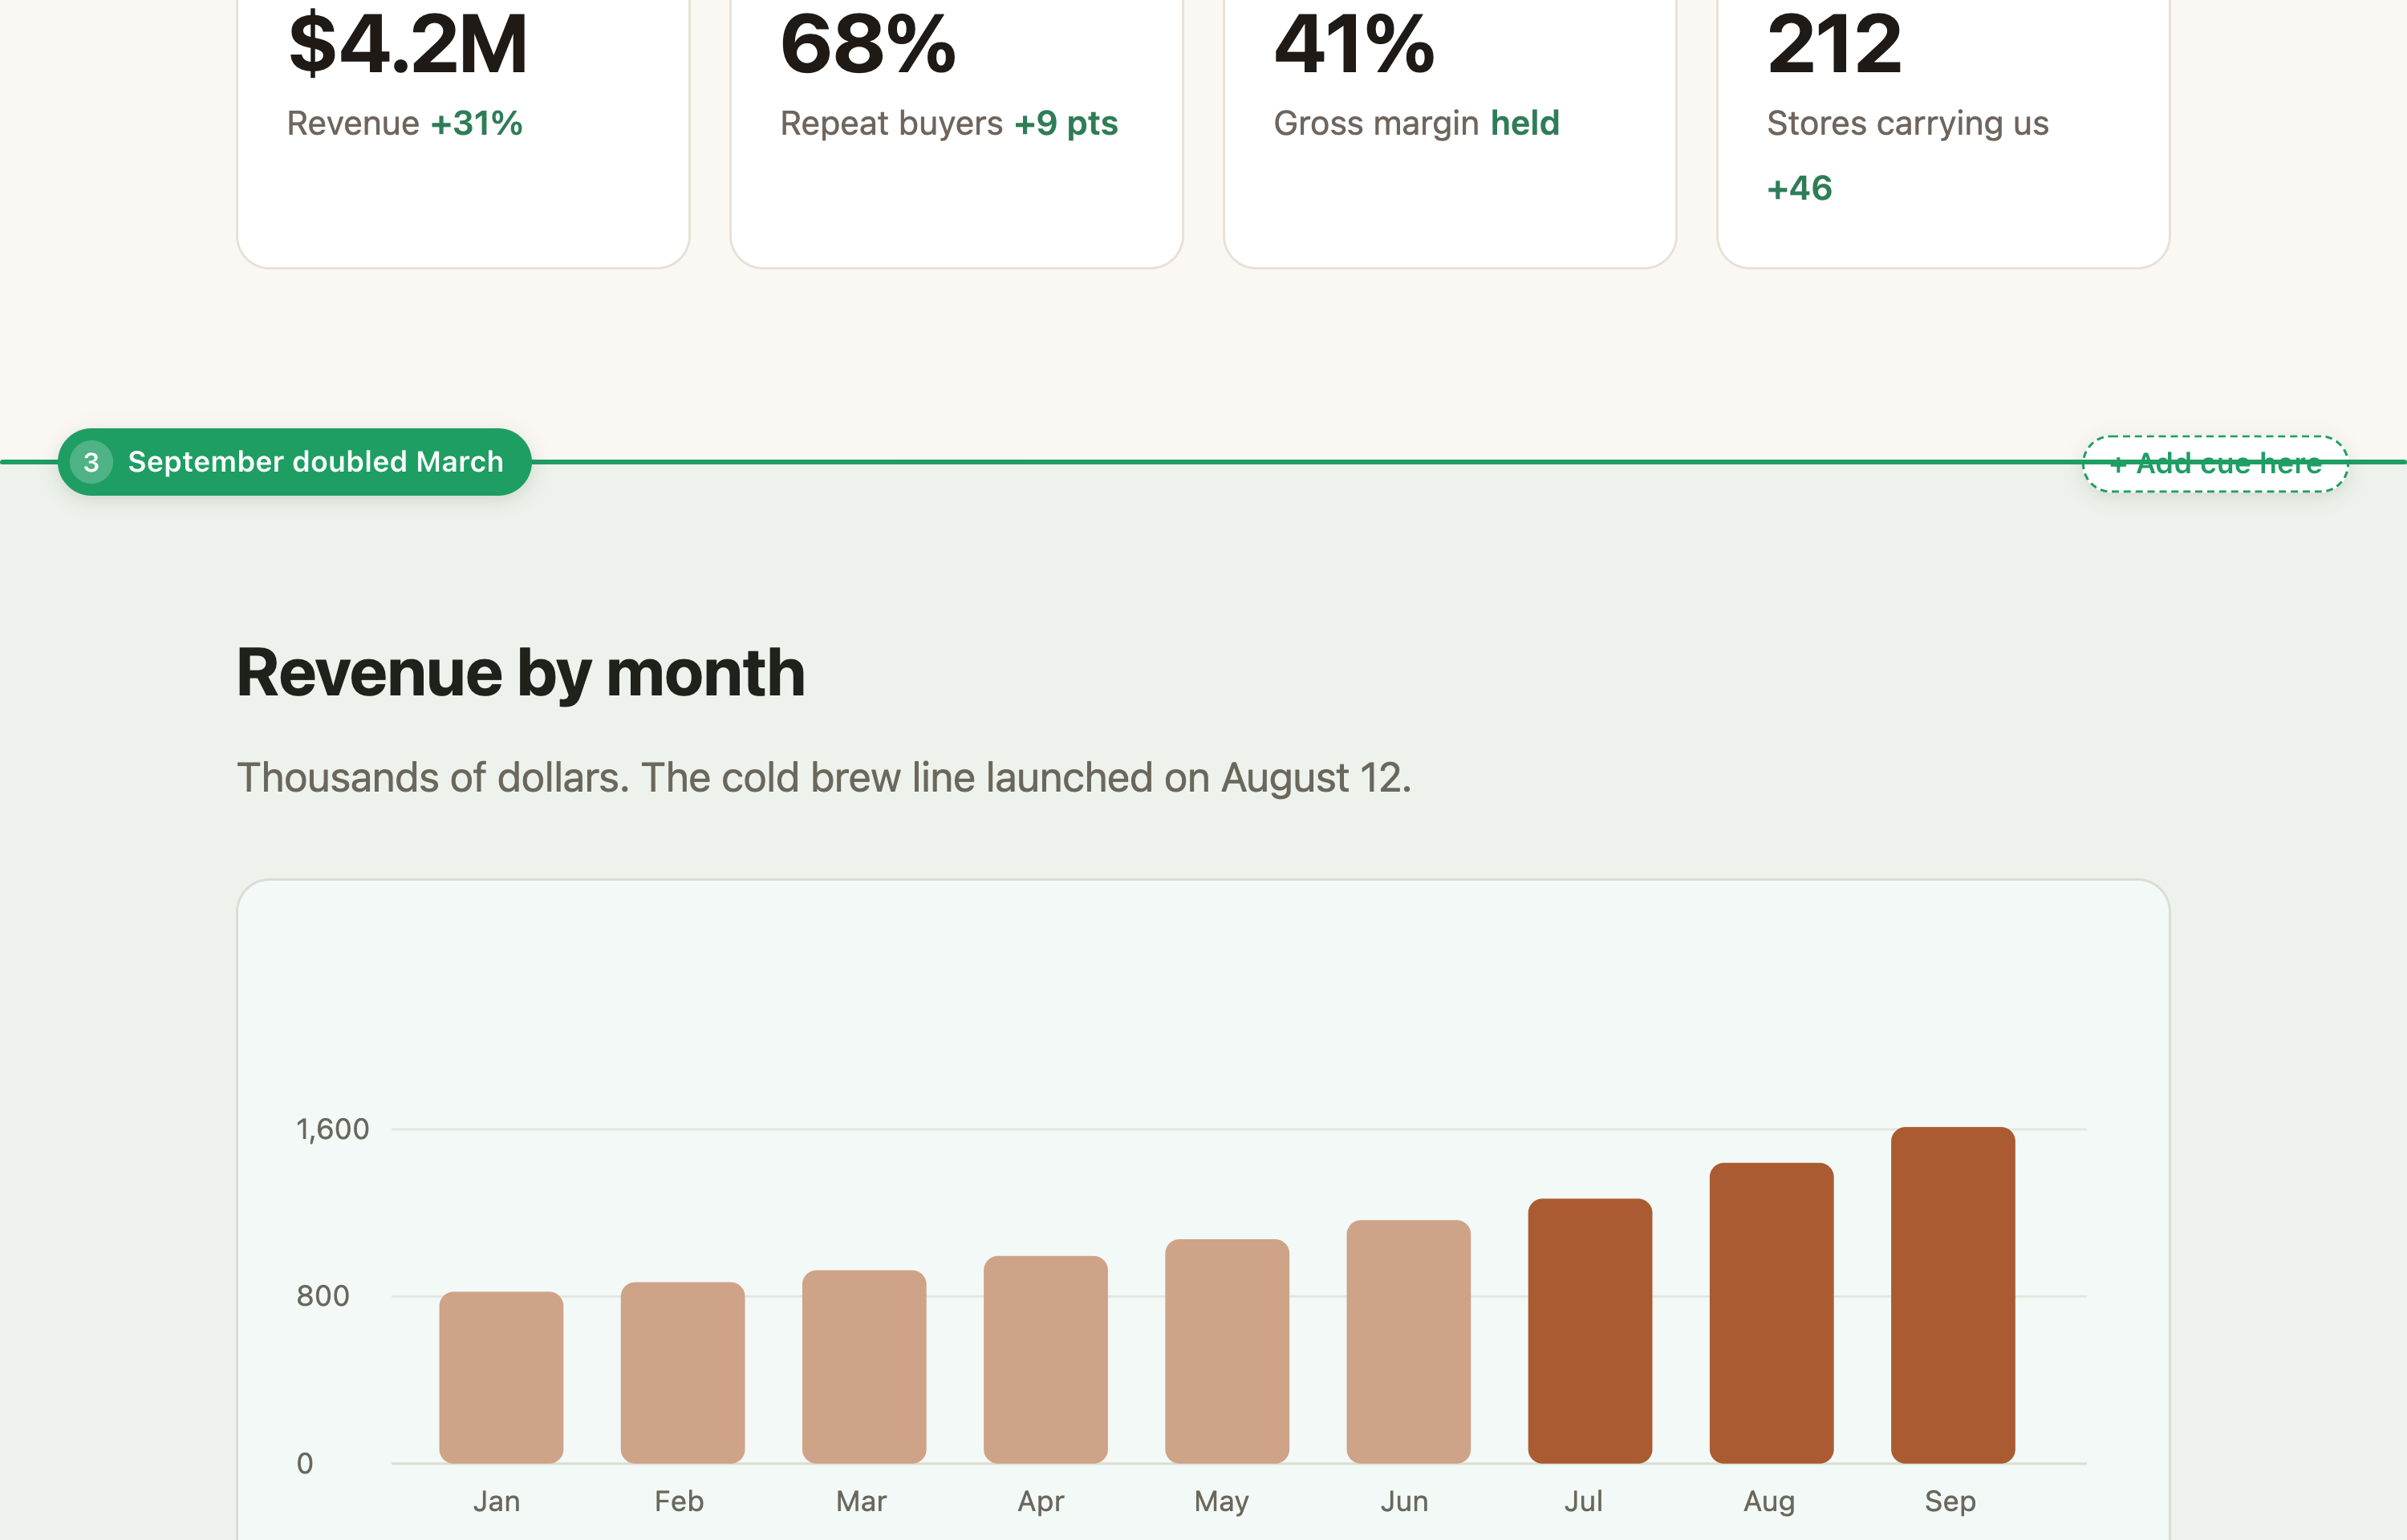 $4.2M
68%
41%
212
Revenue +31%
Repeat buyers +9 pts
Gross margin held
Stores carrying us
+46
3 September doubled March
+ Add cue here
Revenue by month
Thousands of dollars. The cold brew line launched on August 12.
1,600
800
0
Jan Feb Mar Apr May Jun Jul Aug Sep